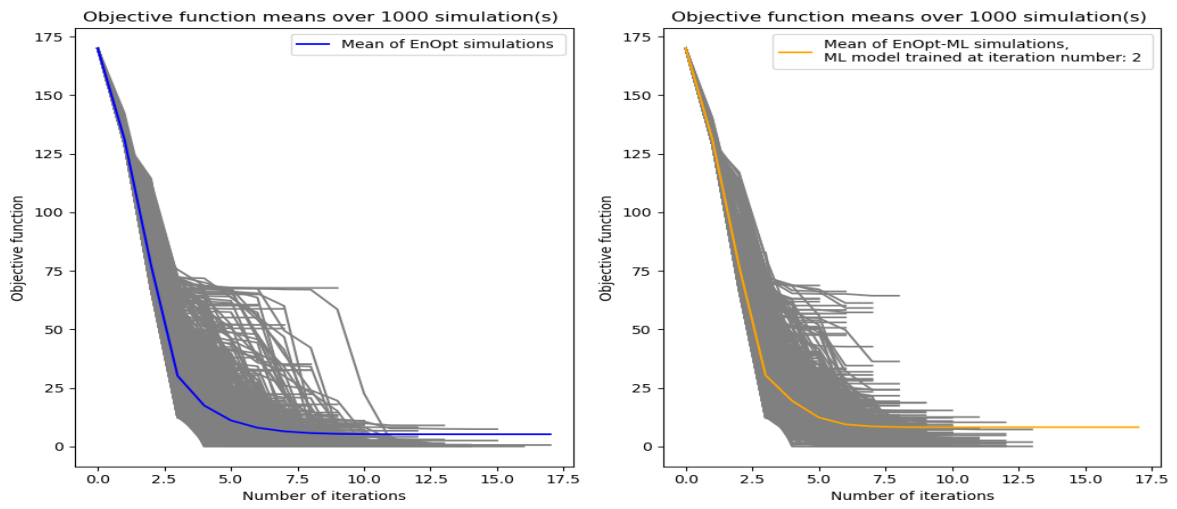 Objective function means over 1000 simulation(s)
Mean of EnOpt simulations
175
150
125
100
75
50
25
0
Objective function
0.0 2.5 5.0 7.5 10.0 12.5 15.0 17.5
Number of iterations
Objective function means over 1000 simulation(s)
Mean of EnOpt-ML simulations,
ML model trained at iteration number: 2
175
150
125
100
75
50
25
0
Objective function
0.0 2.5 5.0 7.5 10.0 12.5 15.0 17.5
Number of iterations